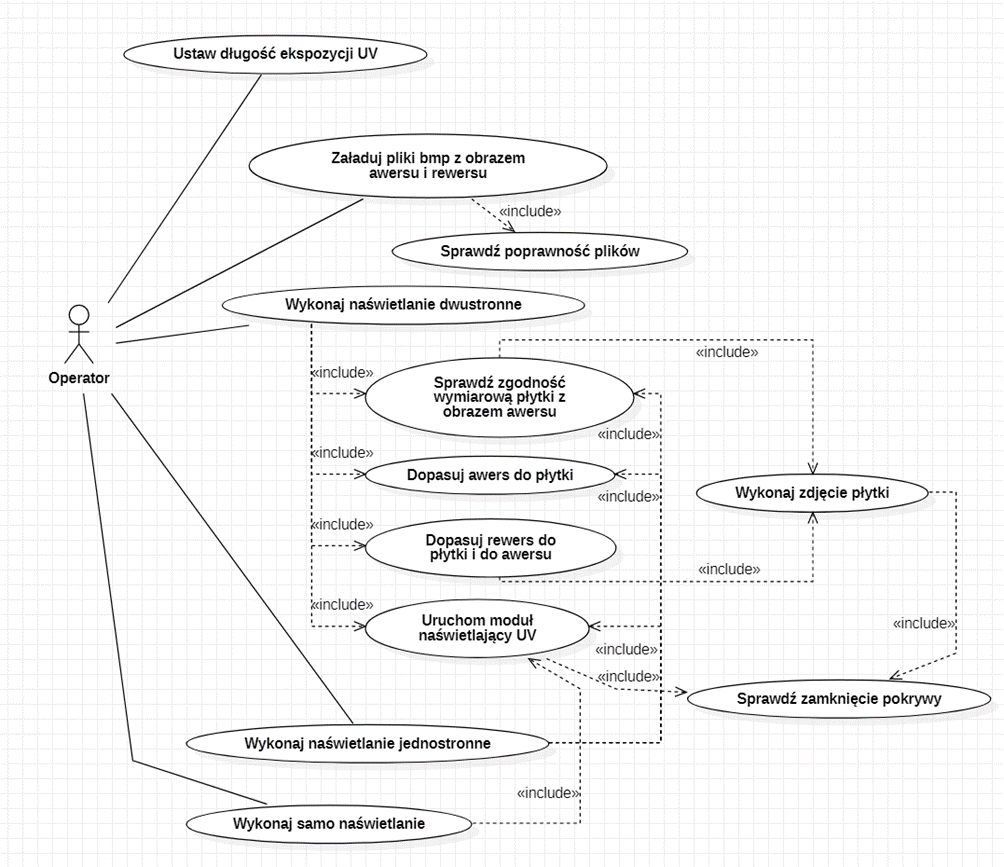 Ustaw długość ekspozycji UV
Załaduj pliki bmp z obrazem
awersu i rewersu
«include»
Sprawdź poprawność plików
Wykonaj naświetlanie dwustronne
«include»
«include»
Operator
Sprawdź zgodność
wymiarową płytki z
obrazem awersu
«include»
«include»
Dopasuj awers do płytki
«include»
Wykonaj zdjęcie płytki
«include»
Dopasuj rewers do
płytki i do awersu
«include»
«include»
Uruchom moduł
naświetlający UV
«include»
«include»
«include»
Sprawdź zamknięcie pokrywy
Wykonaj naświetlanie jednostronne
«include»
Wykonaj samo naświetlanie